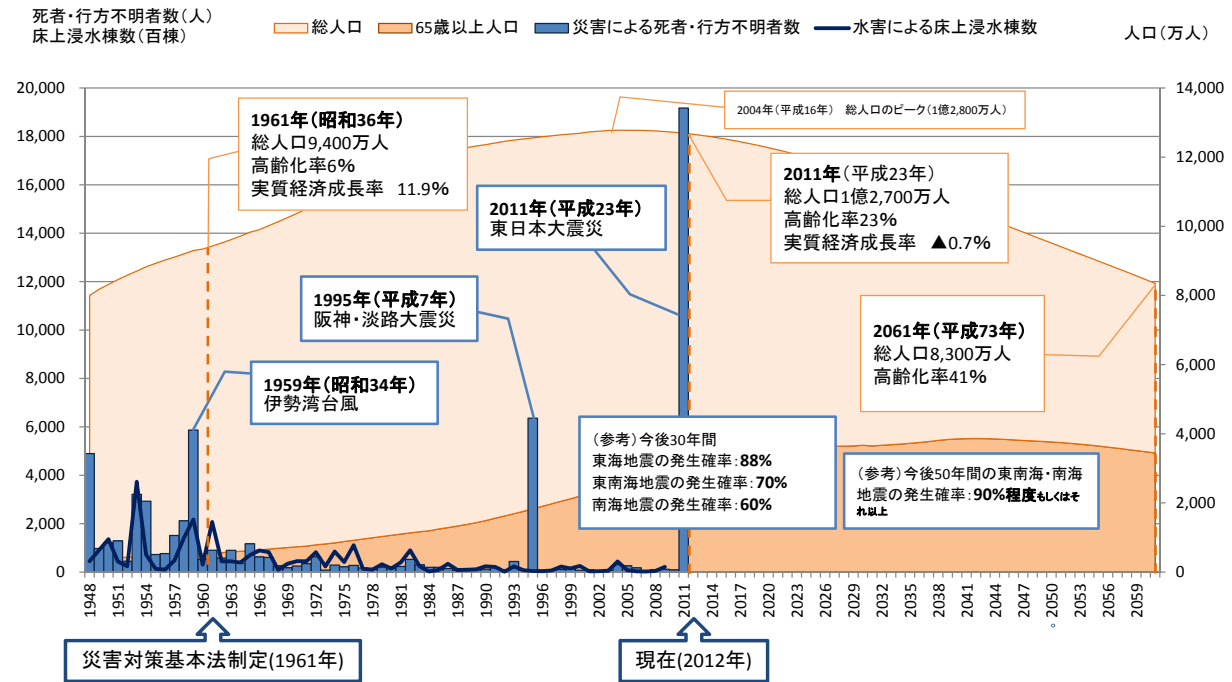 死者・行方不明者数(人)
床上浸水棟数(百棟)
総人口
65歳以上人口
災害による死者・行方不明者数
水害による床上浸水棟数
人口(万人)
20,000
18,000
16,000
14,000
12,000
10,000
8,000
6,000
4,000
2,000
0
14,000
12,000
10,000
8,000
6,000
4,000
2,000
0
1961年(昭和36年)
総人口9,400万人
高齢化率6%
実質経済成長率 11.9%
2004年(平成16年) 総人口のピーク(1億2,800万人)
2011年(平成23年)
東日本大震災
2011年(平成23年)
総人口1億2,700万人
高齢化率23%
実質経済成長率 ▲0.7%
1995年(平成7年)
阪神・淡路大震災
1959年(昭和34年)
伊勢湾台風
2061年(平成73年)
総人口8,300万人
高齢化率41%
(参考)今後30年間
東海地震の発生確率:88%
東南海地震の発生確率:70%
南海地震の発生確率:60%
(参考)今後50年間の東南海・南海
地震の発生確率:90%程度もしくはそ
れ以上
1948
1951
1954
1957
1960
1963
1966
1969
1972
1975
1978
1981
1984
1987
1990
1993
1996
1999
2002
2005
2008
2011
2014
2017
2020
2023
2026
2029
2032
2035
2038
2041
2044
2047
2050
2053
2056
2059
。
災害対策基本法制定(1961年)
現在(2012年)